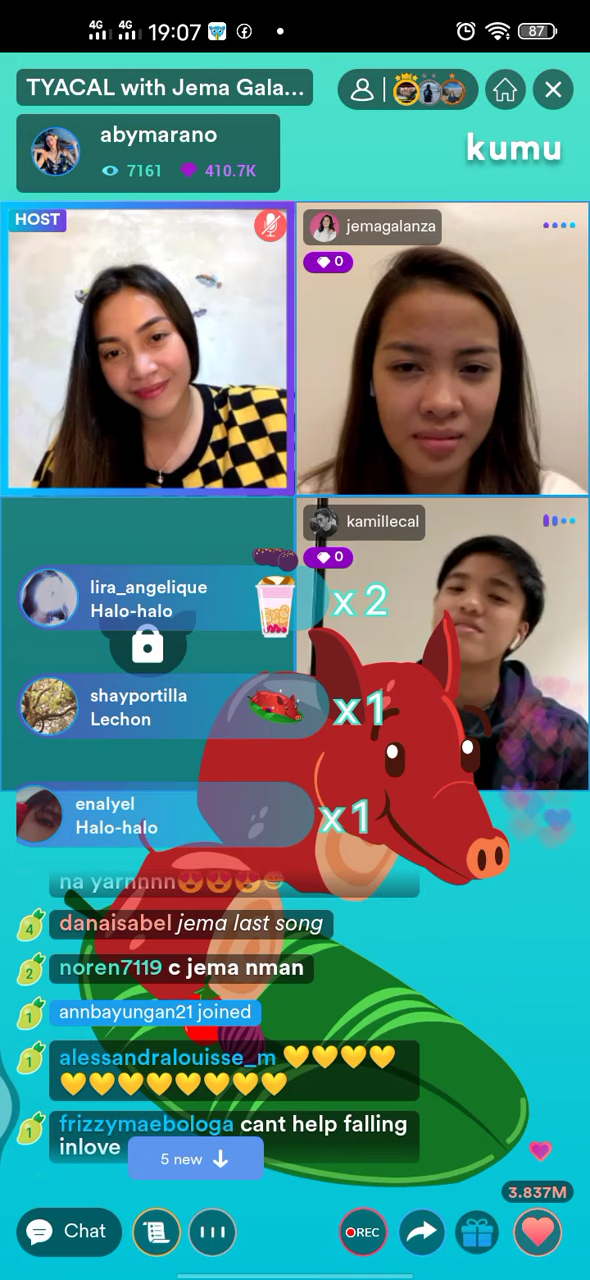 4G 4G 19:07 87
TYACAL with Jema Gala...
abymarano
7161 410.7K
kumu
HOST
jemagalanza
0
kamillecal
0
lira_angelique
Halo-halo
x 2
shayportilla
Lechon
x1
enalyel
Halo-halo
x1
na yarnnnn😍😍😍😁
4 danaisabel jema last song
2 noren7119 c jema nman
1 annbayungan21 joined
1 alessandralouisse_m 💛💛💛💛
💛💛💛💛💛💛💛💛
1 frizzymaebologa cant help falling
inlove
5 new ↓
3.837M
Chat
REC